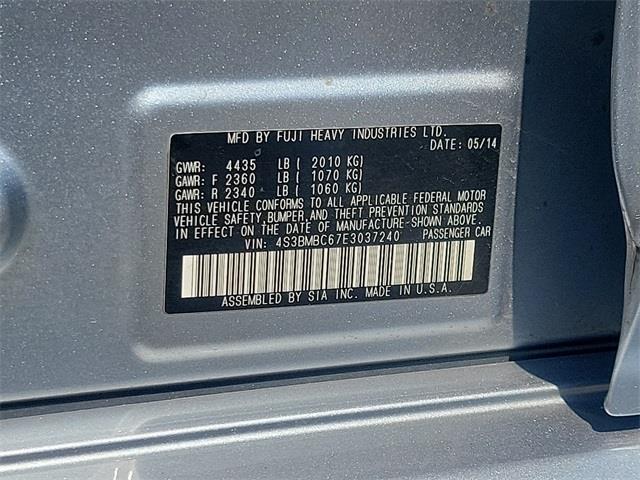 MFD BY FUJI HEAVY INDUSTRIES LTD.
DATE: 05/14
GVWR: 4435 LB ( 2010 KG)
GAWR: F 2360 LB ( 1070 KG)
GAWR: R 2340 LB ( 1060 KG)
THIS VEHICLE CONFORMS TO ALL APPLICABLE FEDERAL MOTOR
VEHICLE SAFETY, BUMPER, AND THEFT PREVENTION STANDARDS
IN EFFECT ON THE DATE OF MANUFACTURE-SHOWN ABOVE.
VIN: 4S3BMBC67E3037240 PASSENGER CAR
ASSEMBLED BY SIA INC. MADE IN U.S.A.